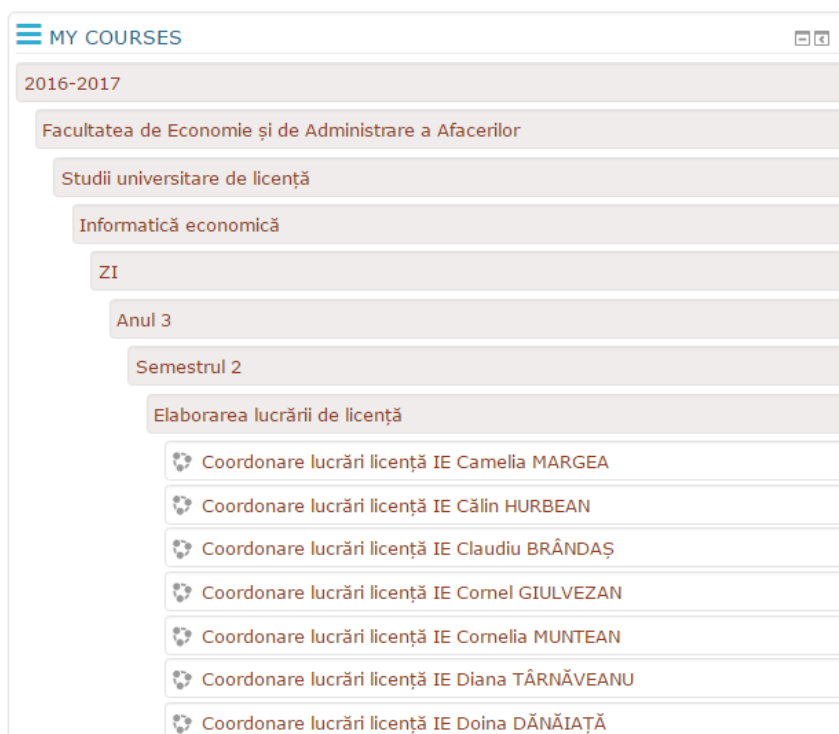 MY COURSES
2016-2017
Facultatea de Economie și de Administrare a Afacerilor
Studii universitare de licență
Informatică economică
ZI
Anul 3
Semestrul 2
Elaborarea lucrării de licență
Coordonare lucrări licență IE Camelia MARGEA
Coordonare lucrări licență IE Călin HURBEAN
Coordonare lucrări licență IE Claudiu BRÂNDAȘ
Coordonare lucrări licență IE Cornel GIULVEZAN
Coordonare lucrări licență IE Cornelia MUNTEAN
Coordonare lucrări licență IE Diana TÂRNĂVEANU
Coordonare lucrări licență IE Doina DĂNĂIAȚĂ